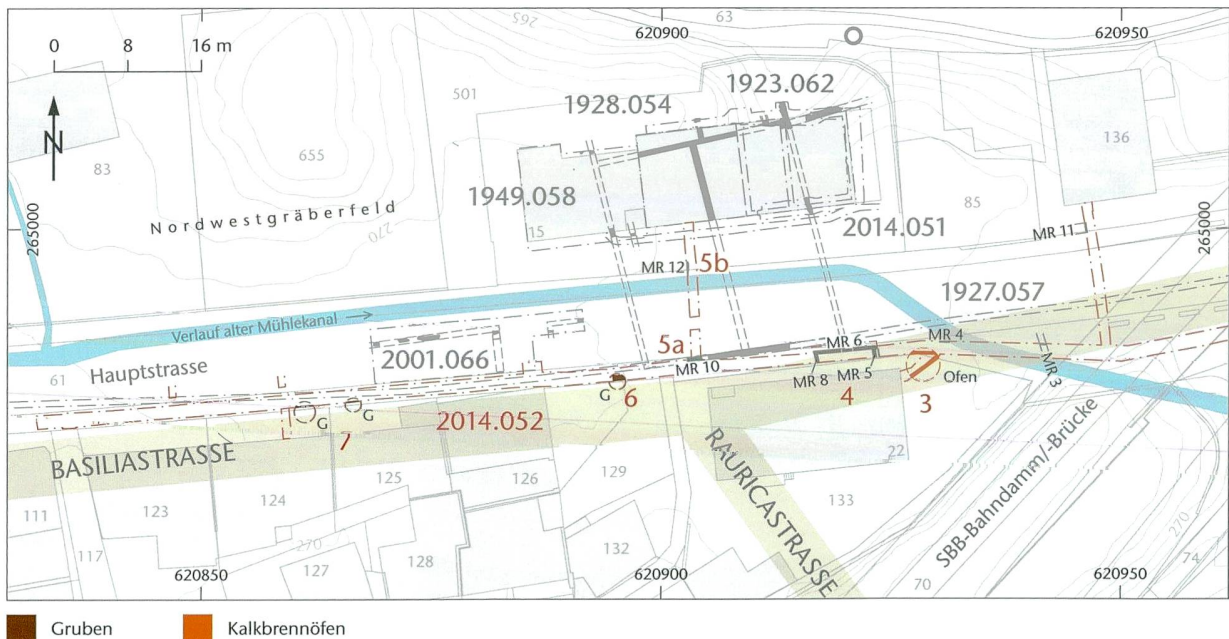 620900
620950
0 8 16 m
N
63
265
501
1928.054
1923.062
136
655
83
1949.058
Nordwestgräberfeld
270
265000
15
85
265000
2014.051
MR 11
MR 12
5b
1927.057
Verlauf alter Mühlekanal →
5a
MR 4
MR 6
2001.066
61
Hauptstrasse
MR 10
MR 3
MR 8
MR 5
Ofen
G
G
G
6
4
3
2014.052
7
BASILIASTRASSE
RAURICASTRASSE
SBB-Bahndamm/-Brücke
22
111
123
124
125
126
129
133
117
270
127
128
132
270
74
70
620850
620900
620950
Gruben
Kalkbrennöfen